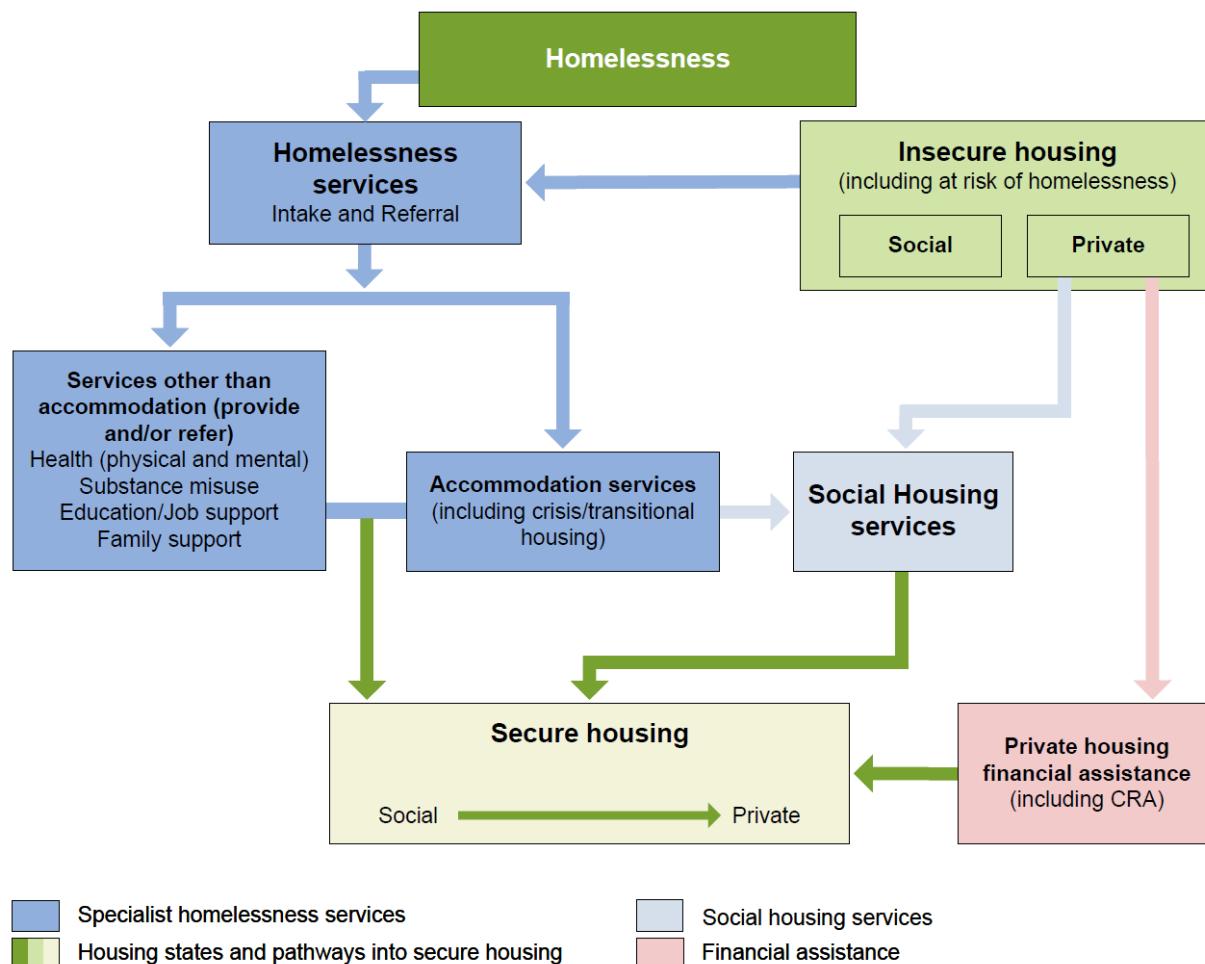 Homelessness
Homelessness
services
Intake and Referral
Insecure housing
(including at risk of homelessness)
Social
Private
Services other than
accommodation (provide
and/or refer)
Health (physical and mental)
Substance misuse
Education/Job support
Family support
Accommodation services
(including crisis/transitional
housing)
Social Housing
services
Secure housing
Social
Private
Private housing
financial assistance
(including CRA)
Specialist homelessness services
Social housing services
Housing states and pathways into secure housing
Financial assistance